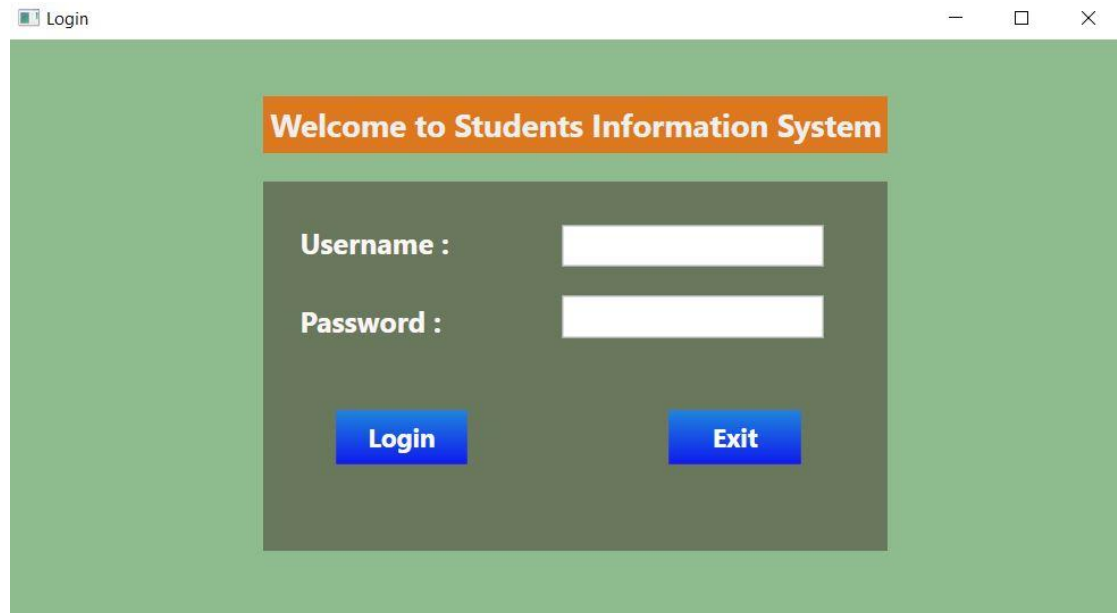 Login
Welcome to Students Information System
Username :
Password :
Login Exit